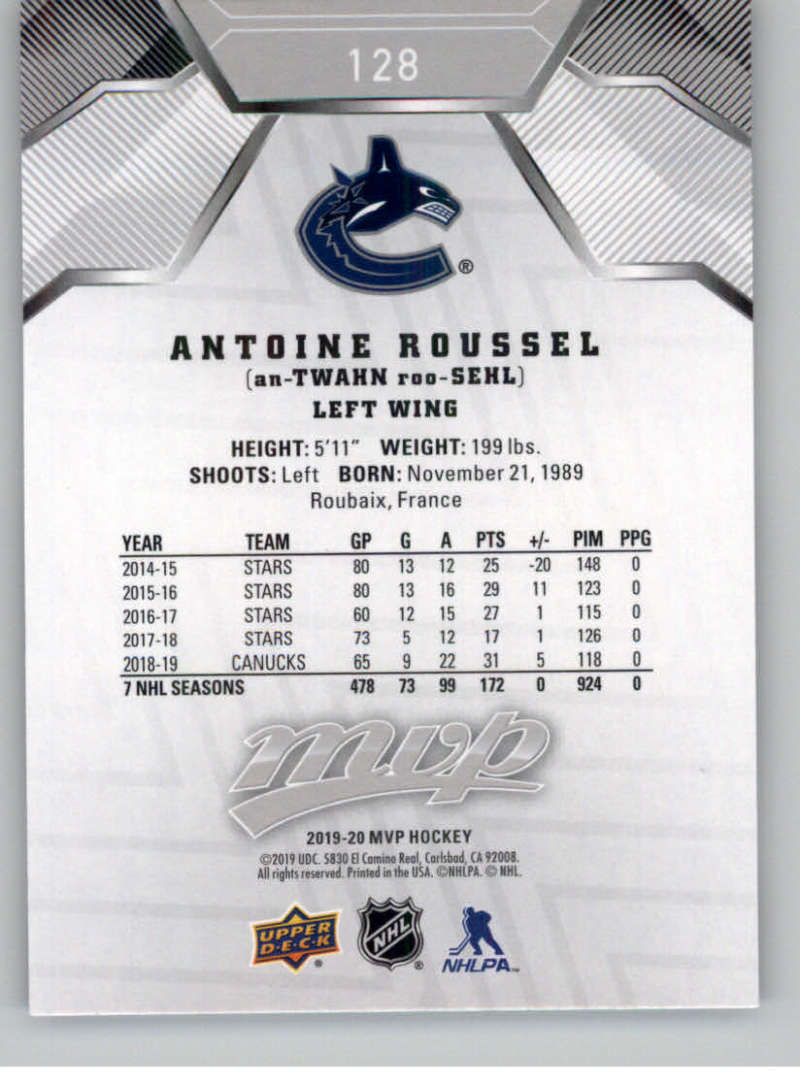 128
®
ANTOINE ROUSSEL
(an-TWAHN roo-SEHL)
LEFT WING
HEIGHT: 5'11" WEIGHT: 199 lbs.
SHOOTS: Left BORN: November 21, 1989
Roubaix, France
YEAR TEAM GP G A PTS +/- PIM PPG
2014-15 STARS 80 13 12 25 -20 148 0
2015-16 STARS 80 13 16 29 11 123 0
2016-17 STARS 60 12 15 27 1 115 0
2017-18 STARS 73 5 12 17 1 126 0
2018-19 CANUCKS 65 9 22 31 5 118 0
7 NHL SEASONS 478 73 99 172 0 924 0
mvp
2019-20 MVP HOCKEY
©2019 UDC. 5830 El Camino Real, Carlsbad, CA 92008.
All rights reserved. Printed in the USA. ©NHLPA. © NHL.
UPPER D·E·C·K ® NHL ® NHLPA™